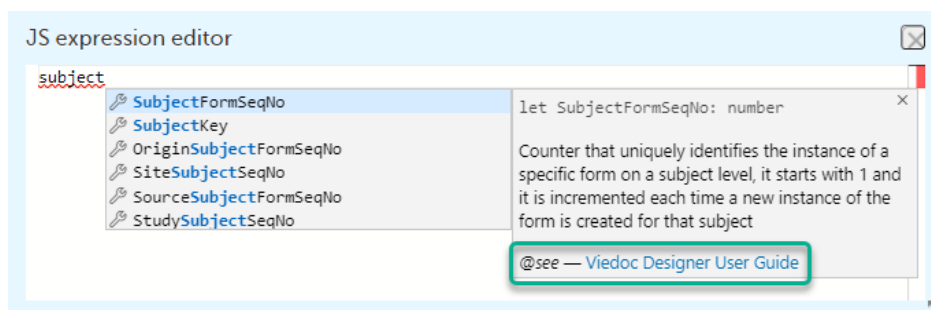 JS expression editor
subject
SubjectFormSeqNo
SubjectKey
OriginSubjectFormSeqNo
SiteSubjectSeqNo
SourceSubjectFormSeqNo
StudySubjectSeqNo
let SubjectFormSeqNo: number
Counter that uniquely identifies the instance of a
specific form on a subject level, it starts with 1 and
it is incremented each time a new instance of the
form is created for that subject
@see — Viedoc Designer User Guide